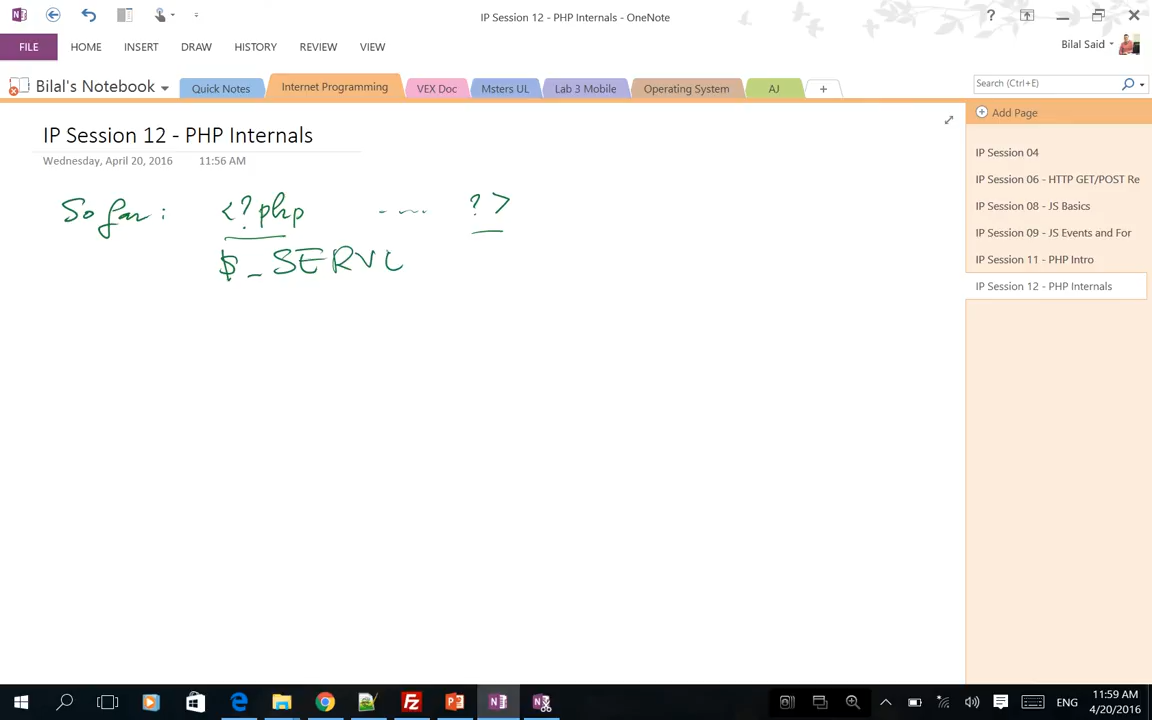 IP Session 12 - PHP Internals - OneNote
?
FILE HOME INSERT DRAW HISTORY REVIEW VIEW
Bilal Said
Bilal's Notebook Quick Notes Internet Programming VEX Doc Msters UL Lab 3 Mobile Operating System AJ + Search (Ctrl+E)
Add Page
IP Session 12 - PHP Internals
Wednesday, April 20, 2016 11:56 AM
IP Session 04
IP Session 06 - HTTP GET/POST Re
IP Session 08 - JS Basics
IP Session 09 - JS Events and For
IP Session 11 - PHP Intro
IP Session 12 - PHP Internals
So far : <?php ---- ?>
$_SERVC
ENG 11:59 AM
4/20/2016